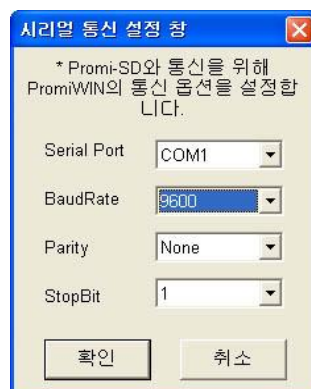 시리얼 통신 설정 창
* Promi-SD와 통신을 위해
PromiWIN의 통신 옵션을 설정합
니다.
Serial Port COM1
BaudRate 9600
Parity None
StopBit 1
확인 취소